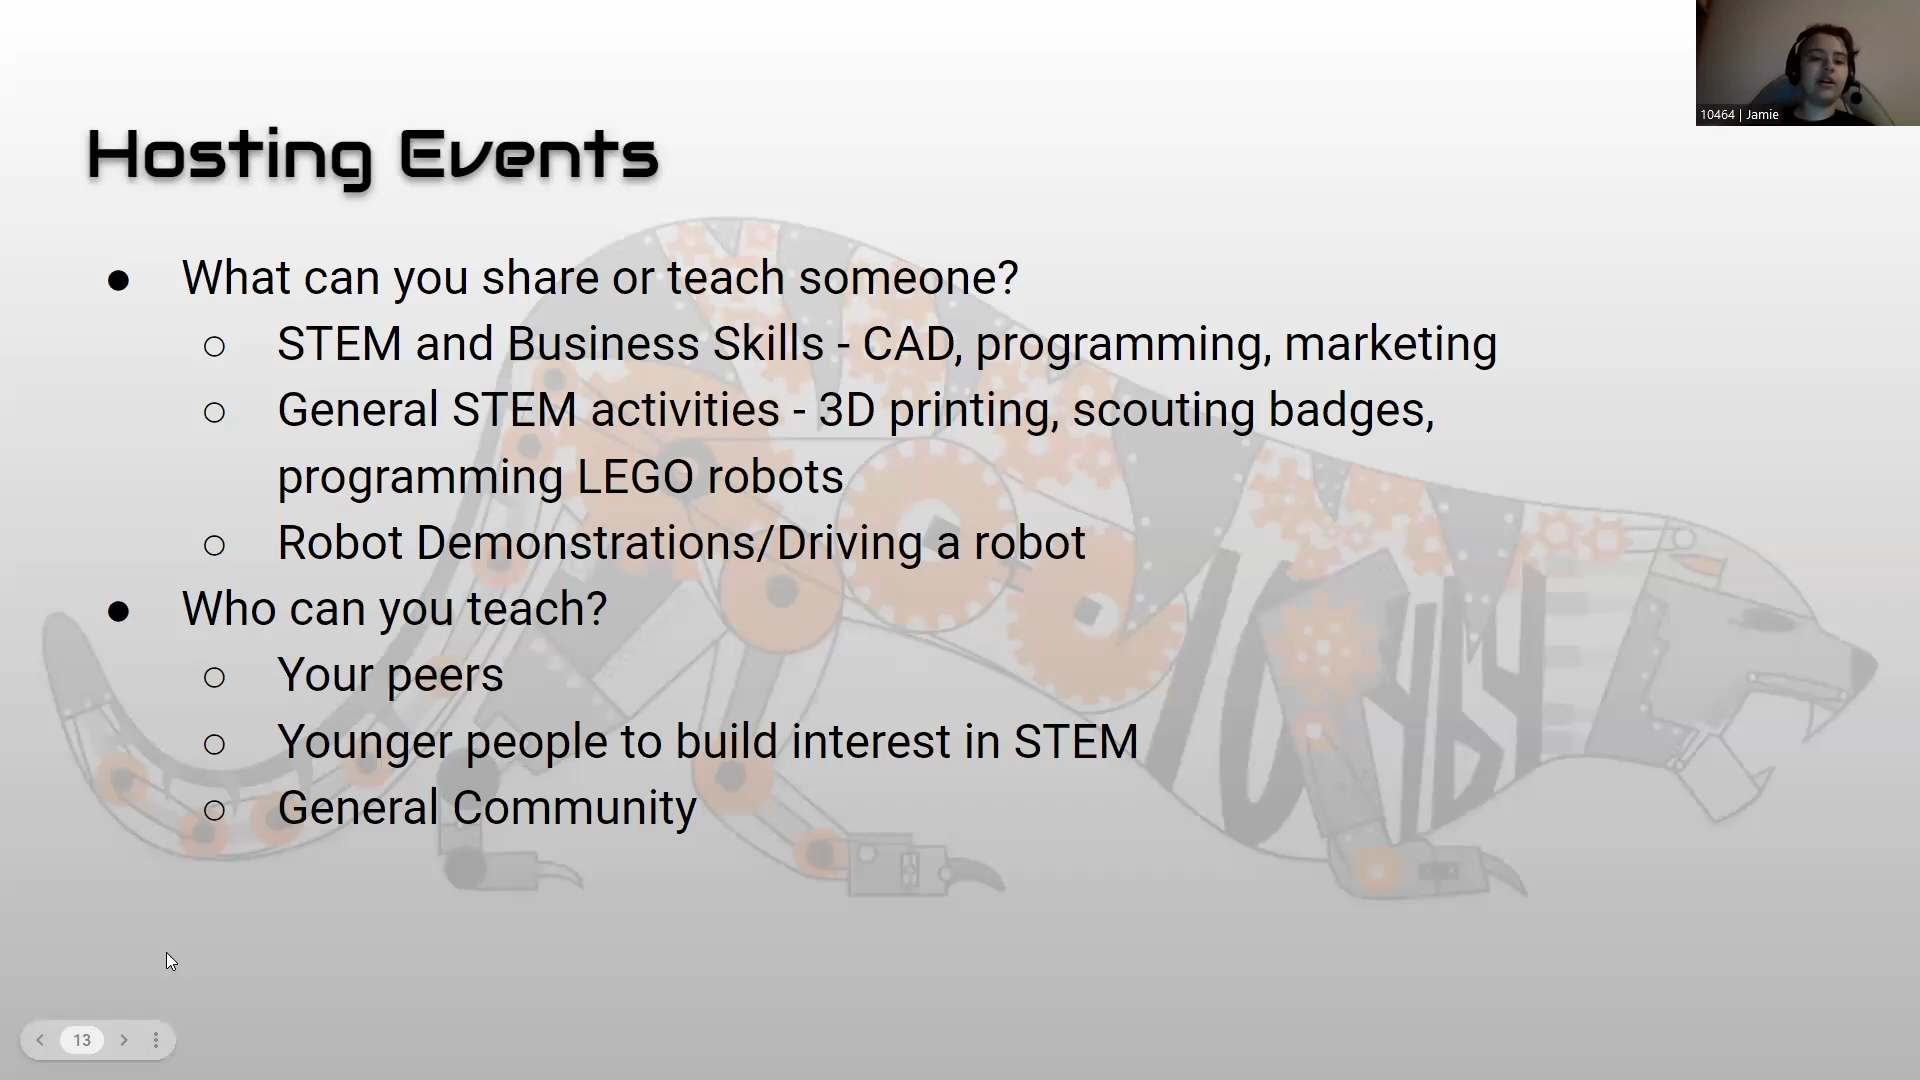 10464 | Jamie
Hosting Events
● What can you share or teach someone?
○ STEM and Business Skills - CAD, programming, marketing
○ General STEM activities - 3D printing, scouting badges,
programming LEGO robots
○ Robot Demonstrations/Driving a robot
● Who can you teach?
○ Your peers
○ Younger people to build interest in STEM
○ General Community
10464
13